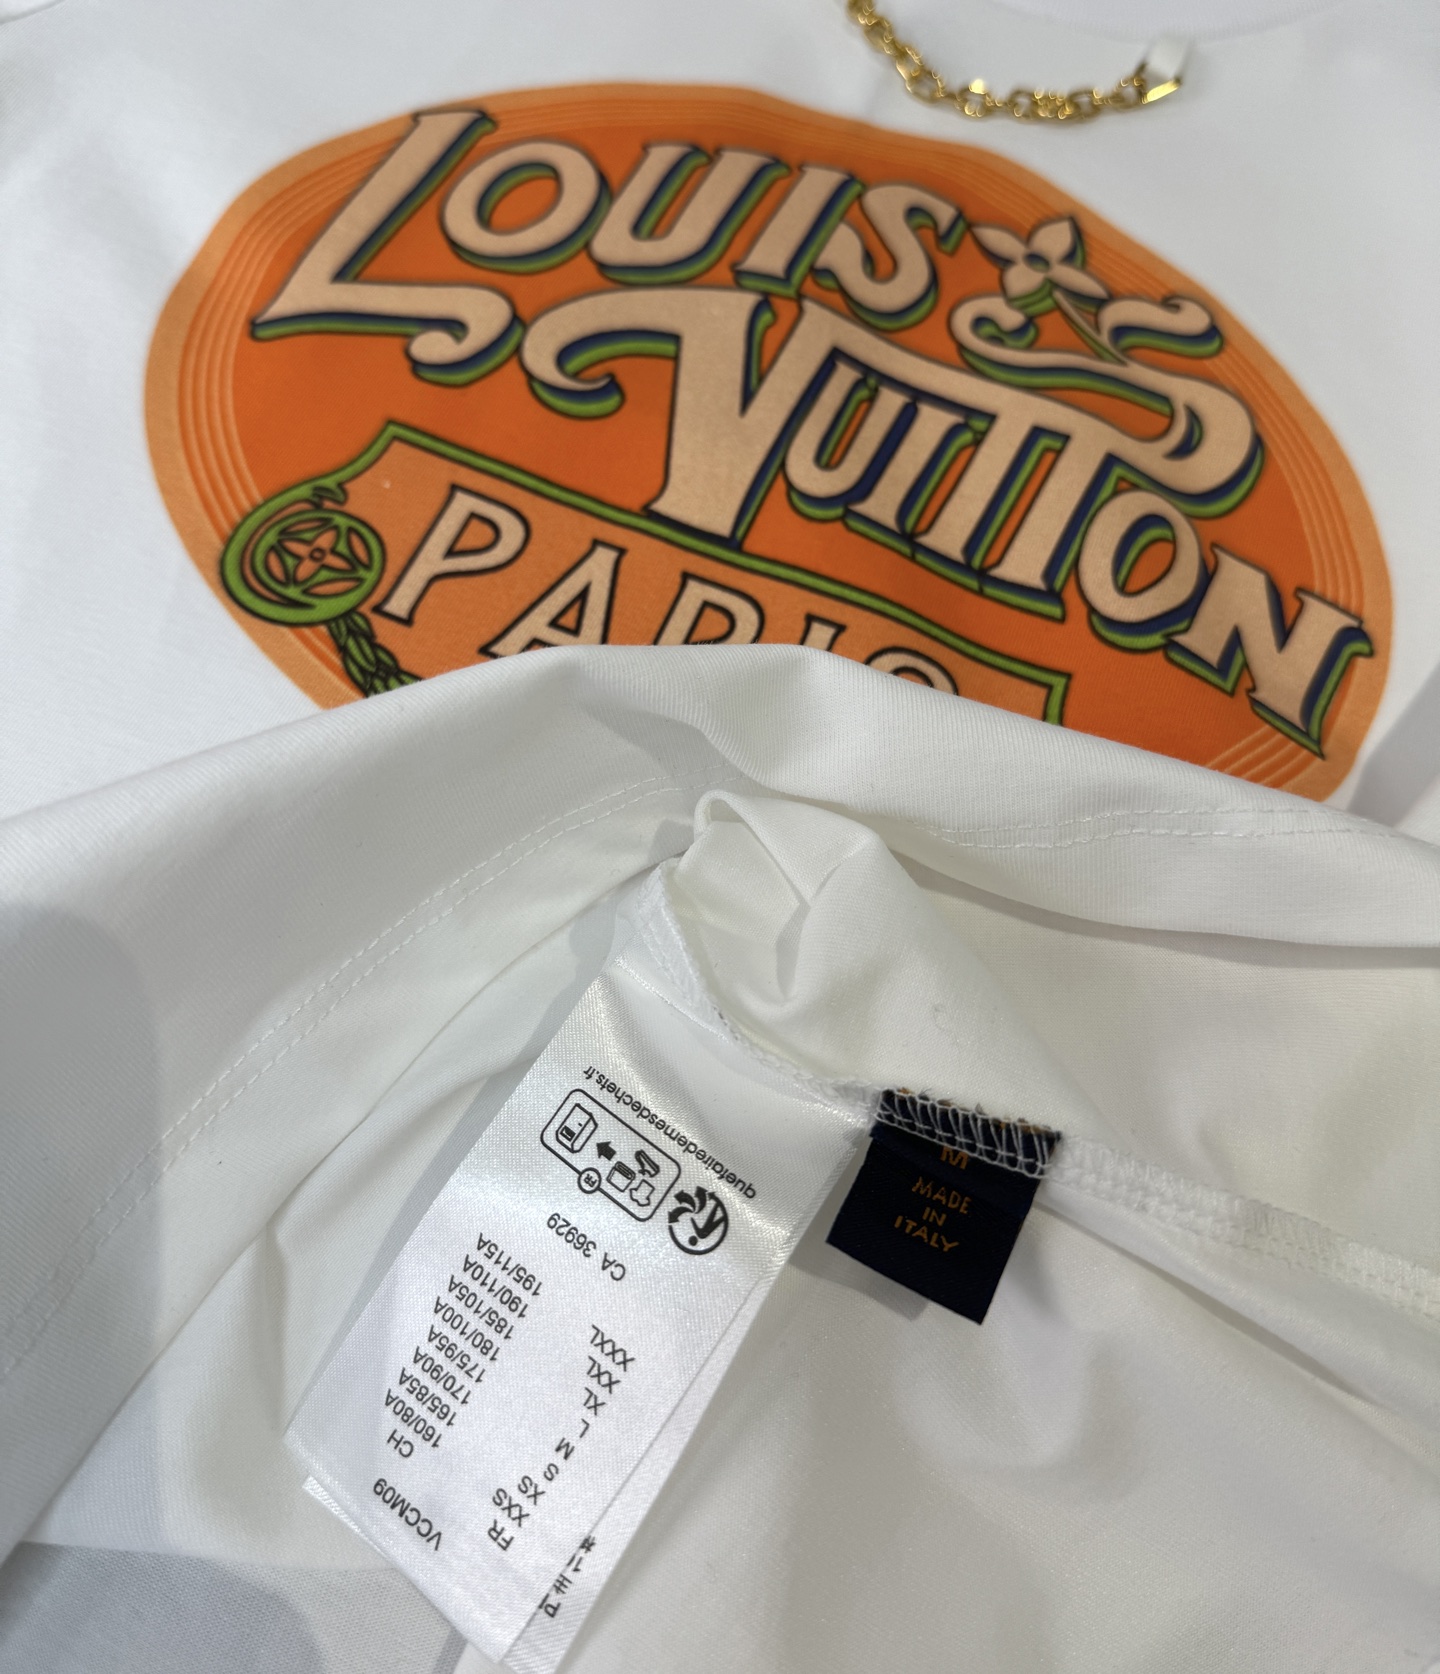 LOUIS
VUITTON
PARIS
M
MADE
IN
ITALY
VCCM09
FR CH
XXS 160/80A
XS 165/85A
S 170/90A
M 175/95A
L 180/100A
XL 185/105A
XXL 190/110A
XXXL 195/115A
CA 36929
FR
quefairedemesdechets.fr